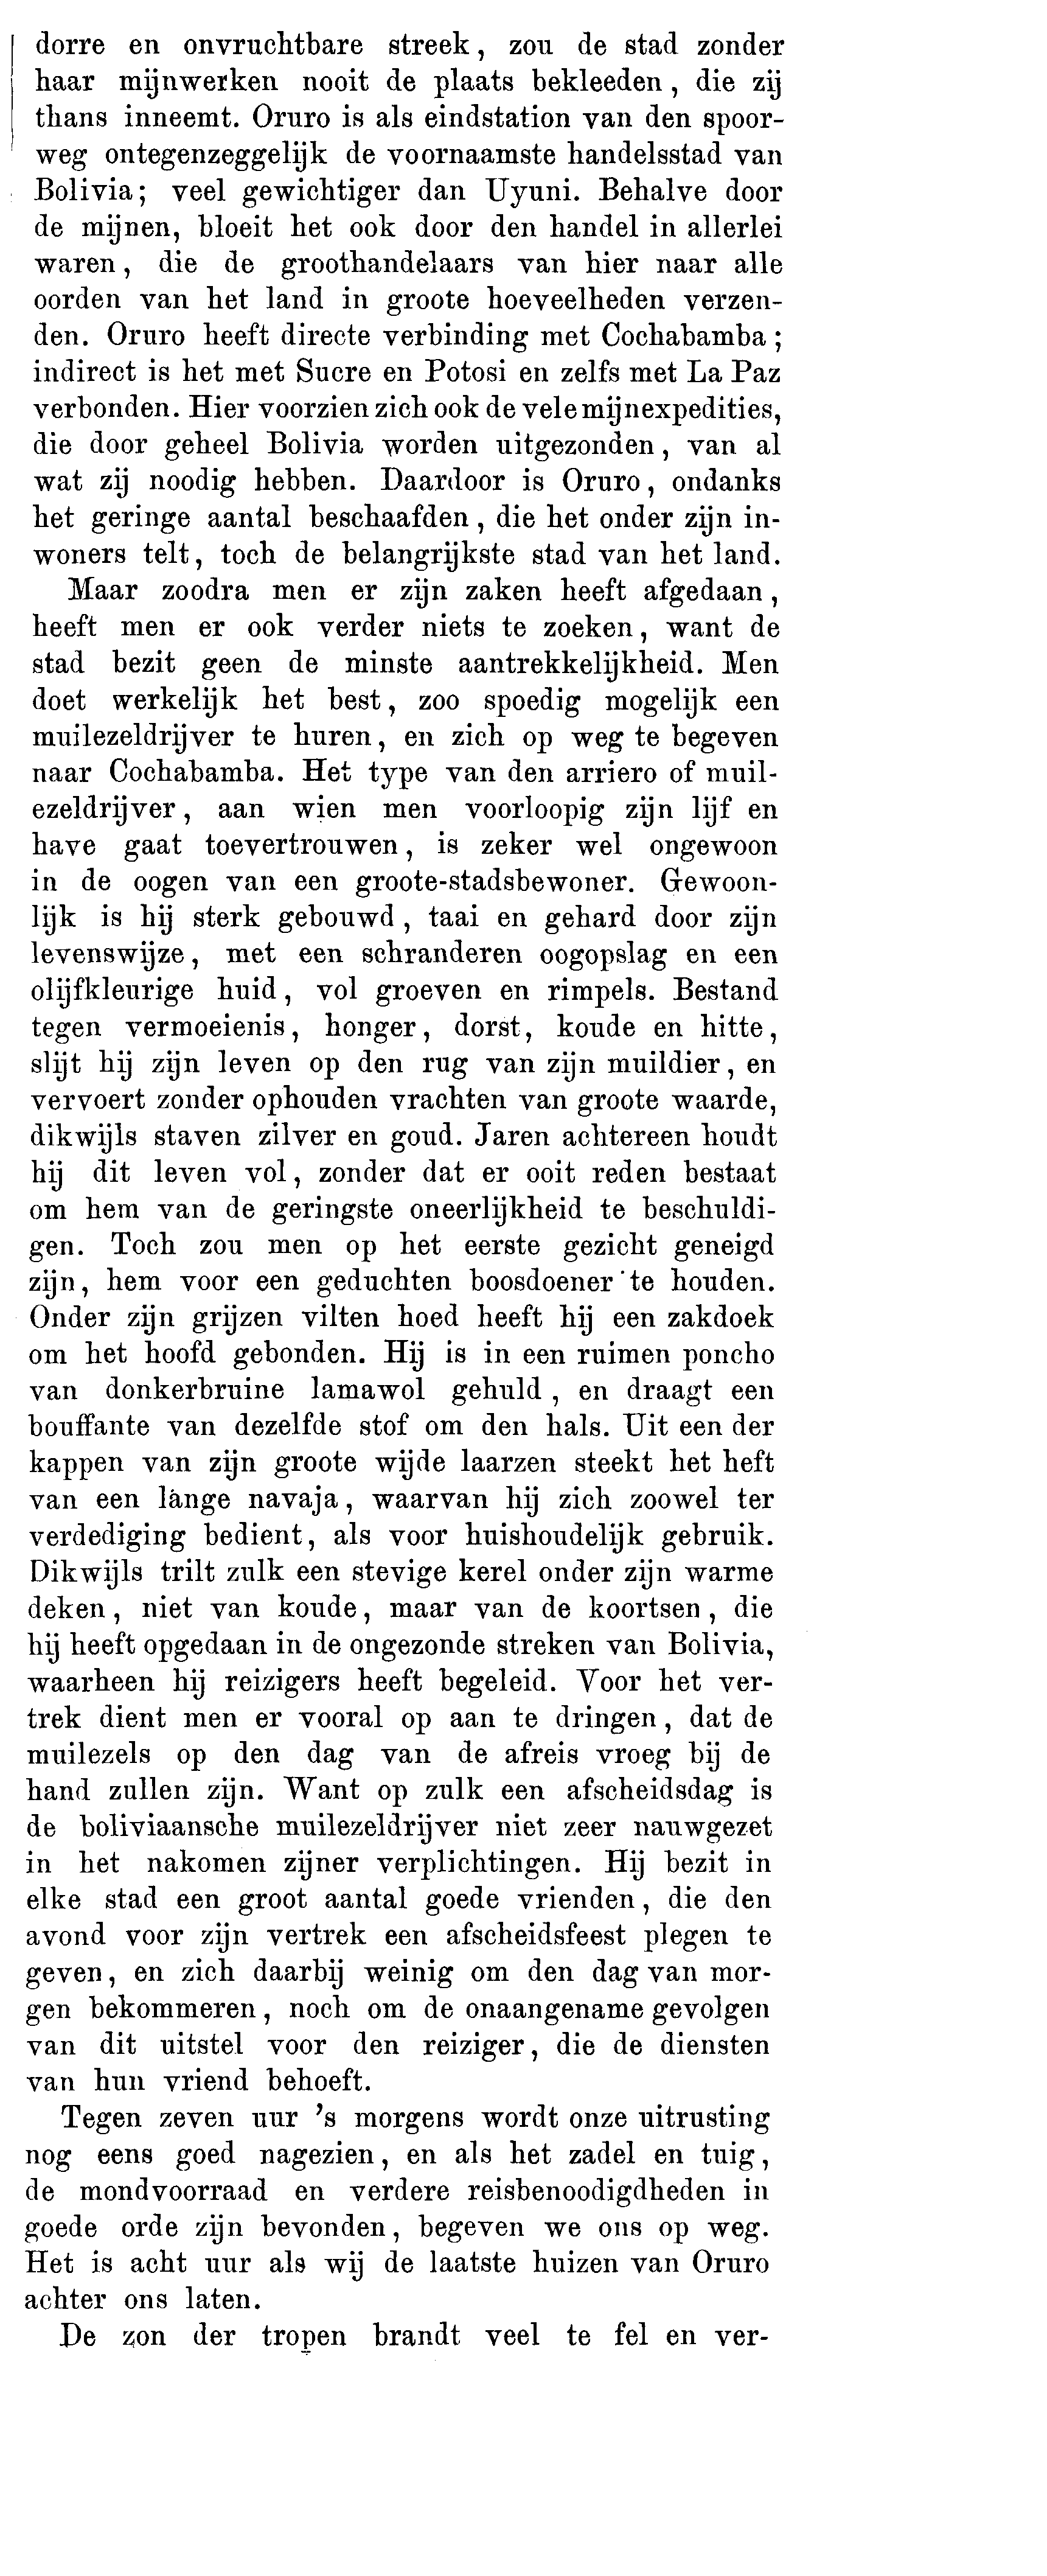 dorre en onvruchtbare streek, zou de stad zonder
haar mijnwerken nooit de plaats bekleeden, die zij
thans inneemt. Oruro is als eindstation van den spoor-
weg ontegenzeggelijk de voornaamste handelsstad van
Bolivia; veel gewichtiger dan Uyuni. Behalve door
de mijnen, bloeit het ook door den handel in allerlei
waren, die de groothandelaars van hier naar alle
oorden van het land in groote hoeveelheden verzen-
den. Oruro heeft directe verbinding met Cochabamba;
indirect is het met Sucre en Potosi en zelfs met La Paz
verbonden. Hier voorzien zich ook de vele mijnexpedities,
die door geheel Bolivia worden uitgezonden, van al
wat zij noodig hebben. Daardoor is Oruro, ondanks
het geringe aantal beschaafden, die het onder zijn in-
woners telt, toch de belangrijkste stad van het land.
Maar zoodra men er zijn zaken heeft afgedaan,
heeft men er ook verder niets te zoeken, want de
stad bezit geen de minste aantrekkelijkheid. Men
doet werkelijk het best, zoo spoedig mogelijk een
muilezeldrijver te huren, en zich op weg te begeven
naar Cochabamba. Het type van den arriero of muil-
ezeldrijver, aan wien men voorloopig zijn lijf en
have gaat toevertrouwen, is zeker wel ongewoon
in de oogen van een groote-stadsbewoner. Gewoon-
lijk is hij sterk gebouwd, taai en gehard door zijn
levenswijze, met een schranderen oogopslag en een
olijfkleurige huid, vol groeven en rimpels. Bestand
tegen vermoeienis, honger, dorst, koude en hitte,
slijt hij zijn leven op den rug van zijn muildier, en
vervoert zonder ophouden vrachten van groote waarde,
dikwijls staven zilver en goud. Jaren achtereen houdt
hij dit leven vol, zonder dat er ooit reden bestaat
om hem van de geringste oneerlijkheid te beschuldi-
gen. Toch zou men op het eerste gezicht geneigd
zijn, hem voor een geduchten boosdoener te houden.
Onder zijn grijzen vilten hoed heeft hij een zakdoek
om het hoofd gebonden. Hij is in een ruimen poncho
van donkerbruine lamawol gehuld, en draagt een
bouffante van dezelfde stof om den hals. Uit een der
kappen van zijn groote wijde laarzen steekt het heft
van een lange navaja, waarvan hij zich zoowel ter
verdediging bedient, als voor huishoudelijk gebruik.
Dikwijls trilt zulk een stevige kerel onder zijn warme
deken, niet van koude, maar van de koortsen, die
hij heeft opgedaan in de ongezonde streken van Bolivia,
waarheen hij reizigers heeft begeleid. Voor het ver-
trek dient men er vooral op aan te dringen, dat de
muilezels op den dag van de afreis vroeg bij de
hand zullen zijn. Want op zulk een afscheidsdag is
de boliviaansche muilezeldrijver niet zeer nauwgezet
in het nakomen zijner verplichtingen. Hij bezit in
elke stad een groot aantal goede vrienden, die den
avond voor zijn vertrek een afscheidsfeest plegen te
geven, en zich daarbij weinig om den dag van mor-
gen bekommeren, noch om de onaangename gevolgen
van dit uitstel voor den reiziger, die de diensten
van hun vriend behoeft.
Tegen zeven uur 's morgens wordt onze uitrusting
nog eens goed nagezien, en als het zadel en tuig,
de mondvoorraad en verdere reisbenoodigdheden in
goede orde zijn bevonden, begeven we ons op weg.
Het is acht uur als wij de laatste huizen van Oruro
achter ons laten.
De zon der tropen brandt veel te fel en ver-